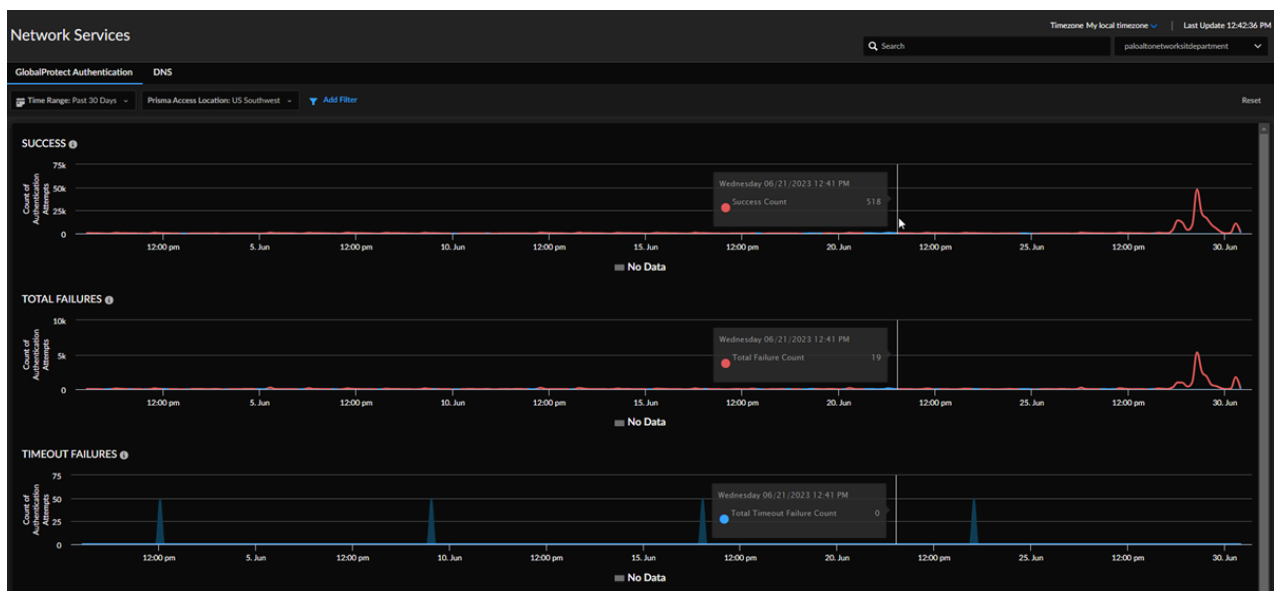 Timezone My local timezone | Last Update 12:42:36 PM
Network Services
Search
paloaltonetworksitdepartment
GlobalProtect Authentication DNS
Time Range: Past 30 Days Prisma Access Location: US Southwest Add Filter Reset
SUCCESS
Count of
Authentication
Attempts
75k
50k
25k
0
Wednesday 06/21/2023 12:41 PM
Success Count 518
12:00 pm 5. Jun 12:00 pm 10. Jun 12:00 pm 15. Jun 12:00 pm 20. Jun 12:00 pm 25. Jun 12:00 pm 30. Jun
No Data
TOTAL FAILURES
Count of
Authentication
Attempts
10k
5k
0
Wednesday 06/21/2023 12:41 PM
Total Failure Count 19
12:00 pm 5. Jun 12:00 pm 10. Jun 12:00 pm 15. Jun 12:00 pm 20. Jun 12:00 pm 25. Jun 12:00 pm 30. Jun
No Data
TIMEOUT FAILURES
Count of
Authentication
Attempts
75
50
25
0
Wednesday 06/21/2023 12:41 PM
Total Timeout Failure Count 0
12:00 pm 5. Jun 12:00 pm 10. Jun 12:00 pm 15. Jun 12:00 pm 20. Jun 12:00 pm 25. Jun 12:00 pm 30. Jun
No Data